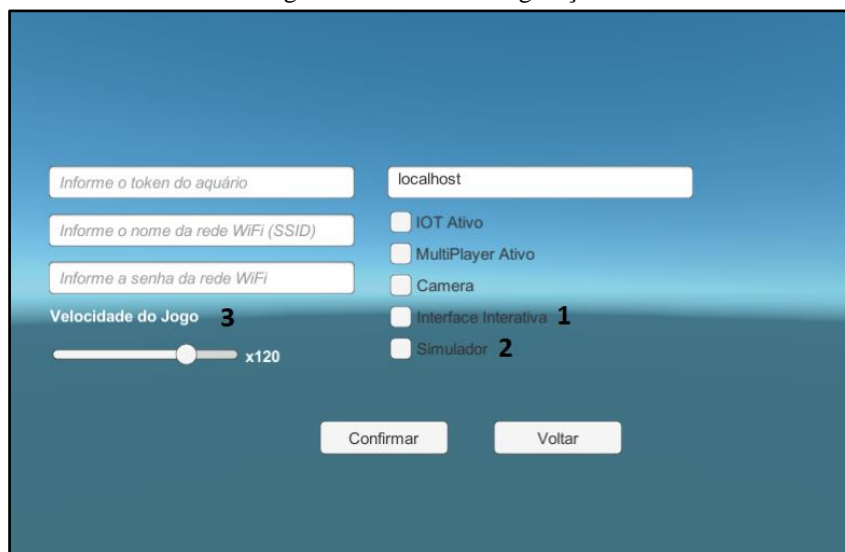 Informe o token do aquário
localhost
Informe o nome da rede WiFi (SSID)
IOT Ativo
MultiPlayer Ativo
Informe a senha da rede WiFi
Camera
Velocidade do Jogo 3
Interface Interativa 1
x120
Simulador 2
Confirmar
Voltar